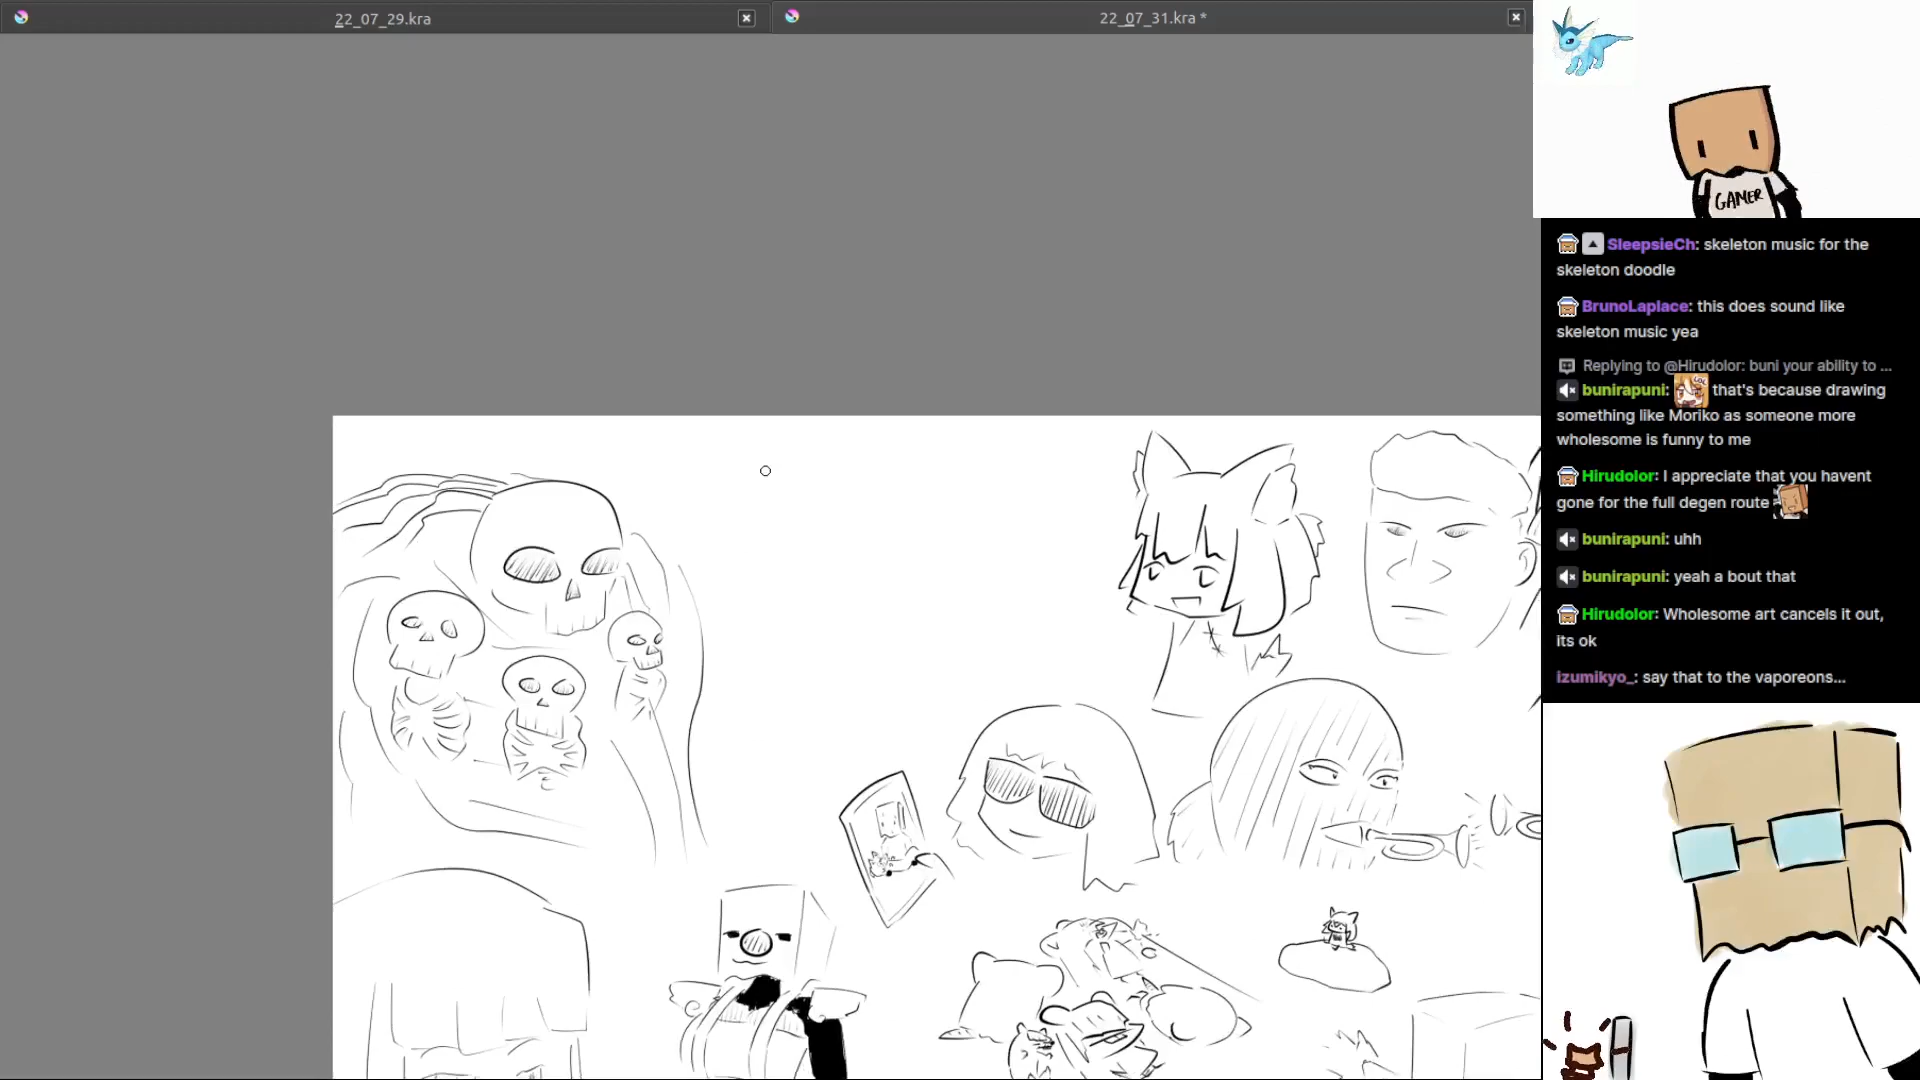 22_07_29.kra
22_07_31.kra *
GAMER
SleepsieCh: skeleton music for the
skeleton doodle
BrunoLaplace: this does sound like
skeleton music yea
Replying to @Hirudolor: buni your ability to ...
bunirapuni: LOL that's because drawing
something like Moriko as someone more
wholesome is funny to me
Hirudolor: I appreciate that you havent
gone for the full degen route
bunirapuni: uhh
bunirapuni: yeah a bout that
Hirudolor: Wholesome art cancels it out,
its ok
izumikyo_: say that to the vaporeons...